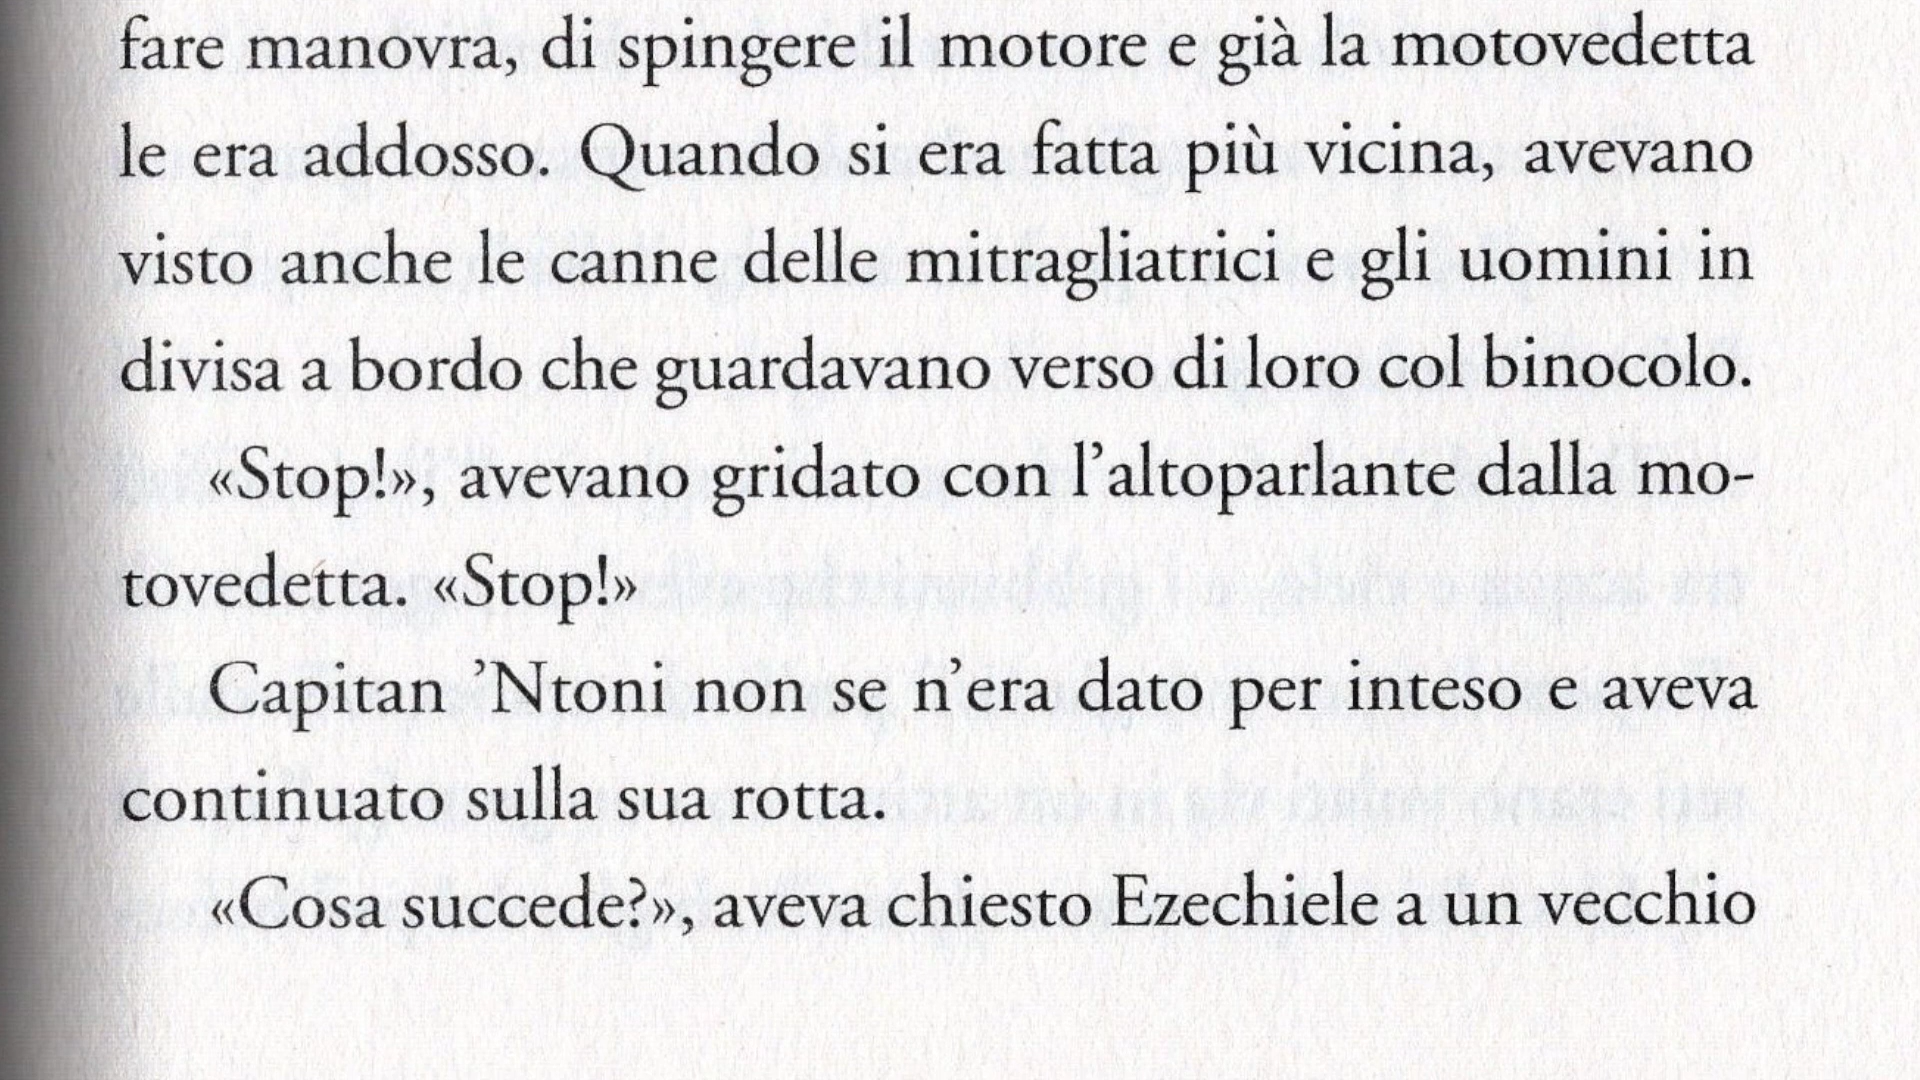 fare manovra, di spingere il motore e già la motovedetta
le era addosso. Quando si era fatta più vicina, avevano
visto anche le canne delle mitragliatrici e gli uomini in
divisa a bordo che guardavano verso di loro col binocolo.
«Stop!», avevano gridato con l’altoparlante dalla mo-
tovedetta. «Stop!»
Capitan ’Ntoni non se n’era dato per inteso e aveva
continuato sulla sua rotta.
«Cosa succede?», aveva chiesto Ezechiele a un vecchio